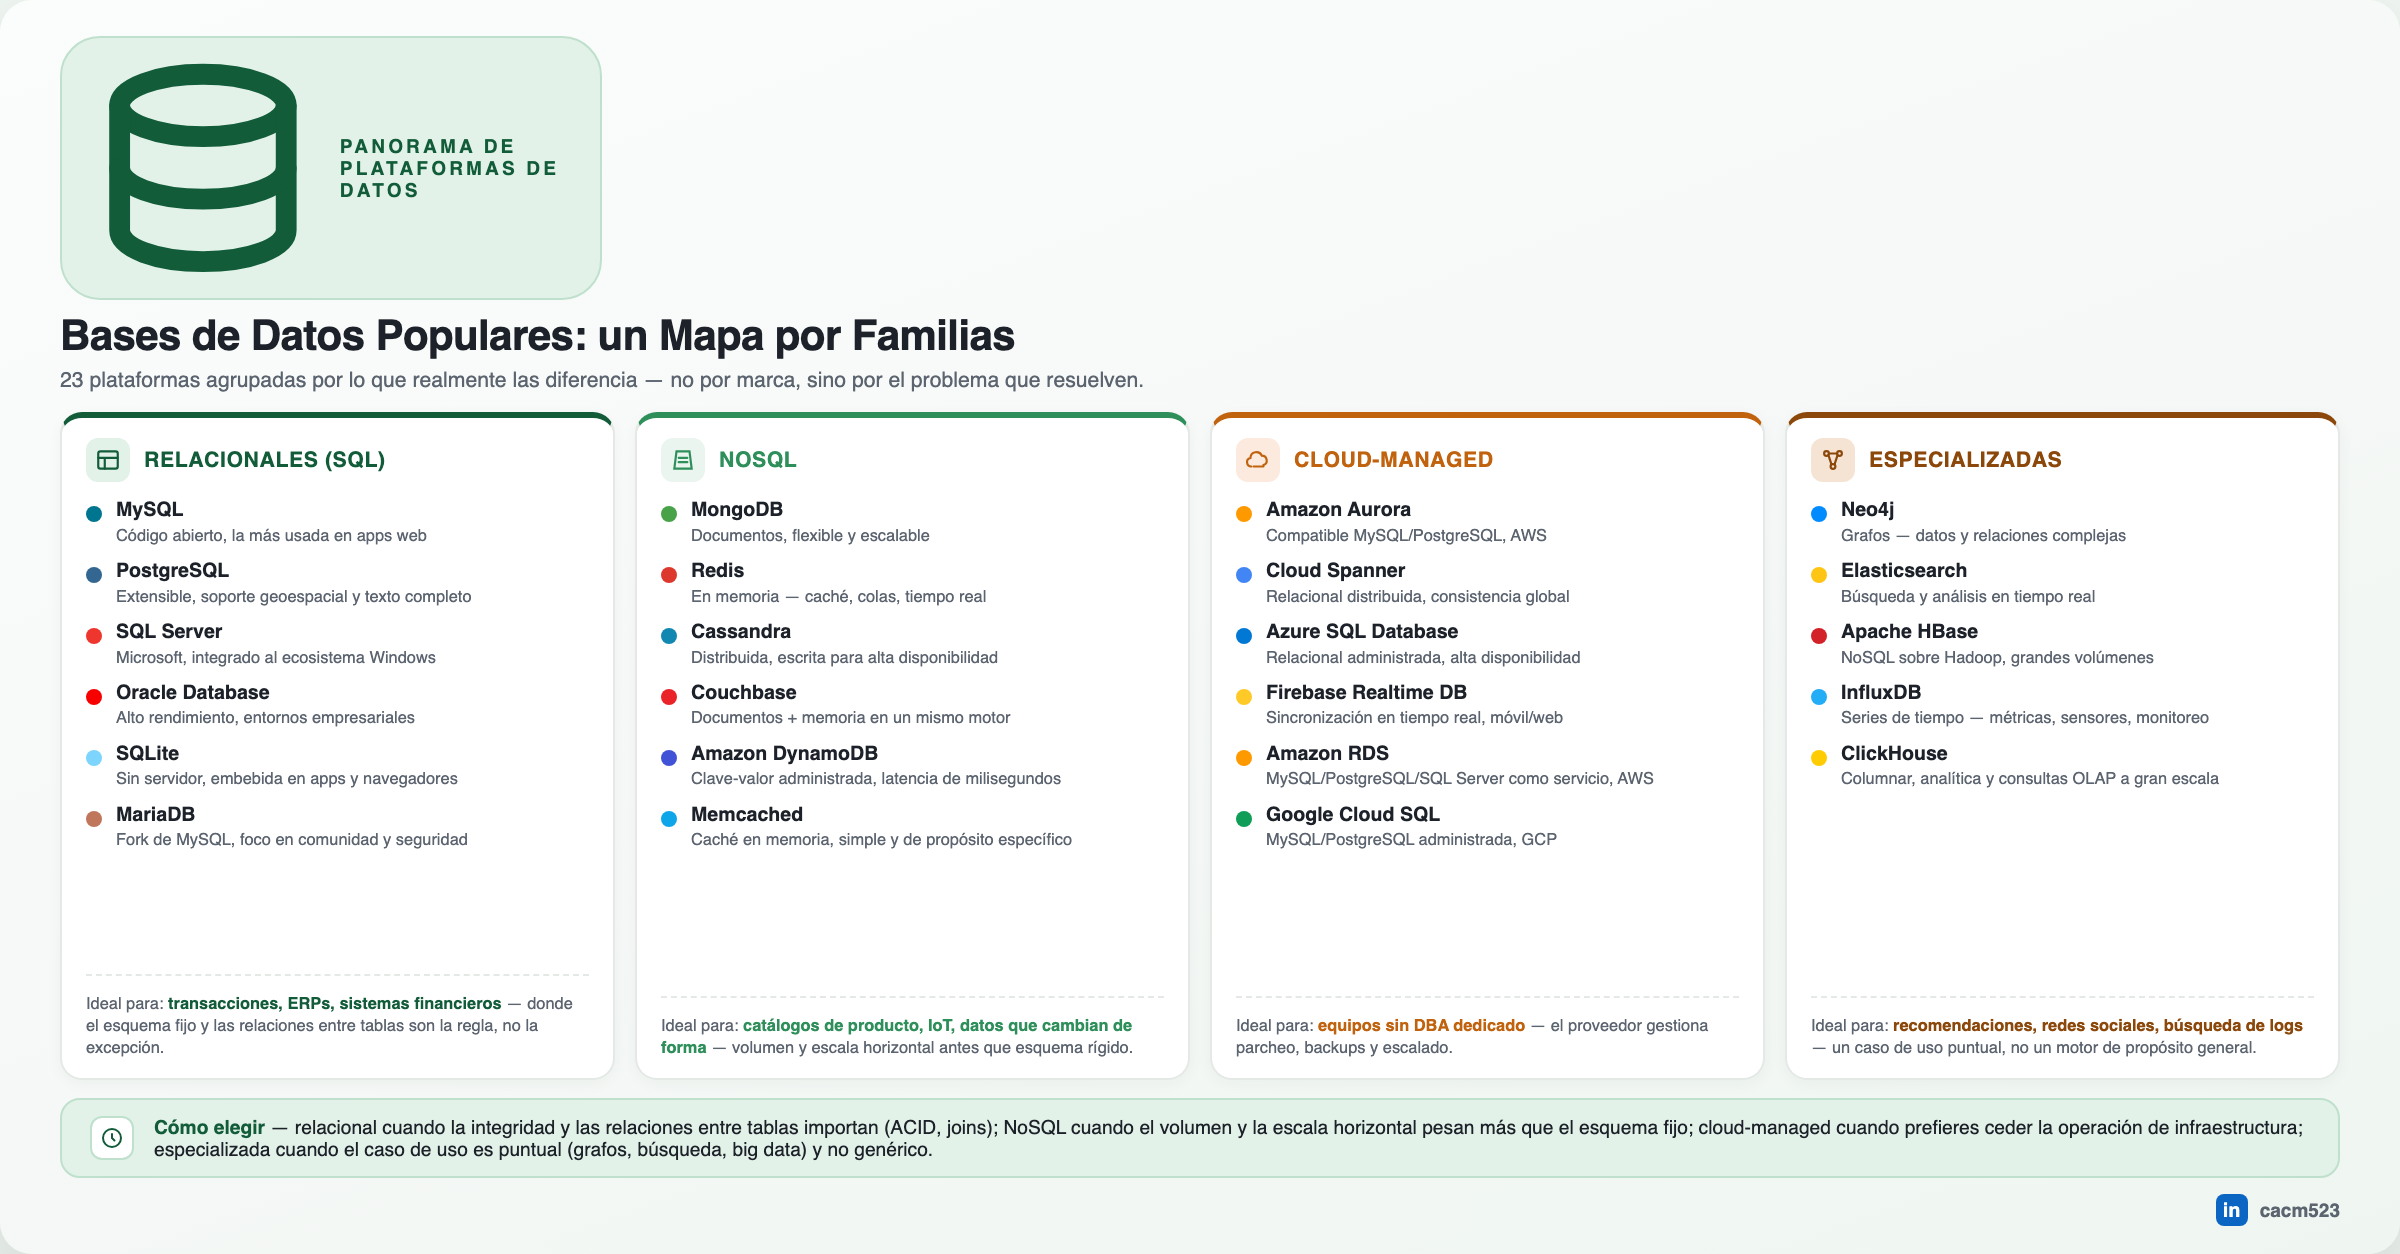 PANORAMA DE
PLATAFORMAS DE
DATOS
Bases de Datos Populares: un Mapa por Familias
23 plataformas agrupadas por lo que realmente las diferencia — no por marca, sino por el problema que resuelven.
RELACIONALES (SQL)
MySQL
Código abierto, la más usada en apps web
PostgreSQL
Extensible, soporte geoespacial y texto completo
SQL Server
Microsoft, integrado al ecosistema Windows
Oracle Database
Alto rendimiento, entornos empresariales
SQLite
Sin servidor, embebida en apps y navegadores
MariaDB
Fork de MySQL, foco en comunidad y seguridad
Ideal para: transacciones, ERPs, sistemas financieros — donde
el esquema fijo y las relaciones entre tablas son la regla, no la
excepción.
NOSQL
MongoDB
Documentos, flexible y escalable
Redis
En memoria — caché, colas, tiempo real
Cassandra
Distribuida, escrita para alta disponibilidad
Couchbase
Documentos + memoria en un mismo motor
Amazon DynamoDB
Clave-valor administrada, latencia de milisegundos
Memcached
Caché en memoria, simple y de propósito específico
Ideal para: catálogos de producto, IoT, datos que cambian de
forma — volumen y escala horizontal antes que esquema rígido.
CLOUD-MANAGED
Amazon Aurora
Compatible MySQL/PostgreSQL, AWS
Cloud Spanner
Relacional distribuida, consistencia global
Azure SQL Database
Relacional administrada, alta disponibilidad
Firebase Realtime DB
Sincronización en tiempo real, móvil/web
Amazon RDS
MySQL/PostgreSQL/SQL Server como servicio, AWS
Google Cloud SQL
MySQL/PostgreSQL administrada, GCP
Ideal para: equipos sin DBA dedicado — el proveedor gestiona
parcheo, backups y escalado.
ESPECIALIZADAS
Neo4j
Grafos — datos y relaciones complejas
Elasticsearch
Búsqueda y análisis en tiempo real
Apache HBase
NoSQL sobre Hadoop, grandes volúmenes
InfluxDB
Series de tiempo — métricas, sensores, monitoreo
ClickHouse
Columnar, analítica y consultas OLAP a gran escala
Ideal para: recomendaciones, redes sociales, búsqueda de logs
— un caso de uso puntual, no un motor de propósito general.
Cómo elegir — relacional cuando la integridad y las relaciones entre tablas importan (ACID, joins); NoSQL cuando el volumen y la escala horizontal pesan más que el esquema fijo; cloud-managed cuando prefieres ceder la operación de infraestructura;
especializada cuando el caso de uso es puntual (grafos, búsqueda, big data) y no genérico.
in cacm523